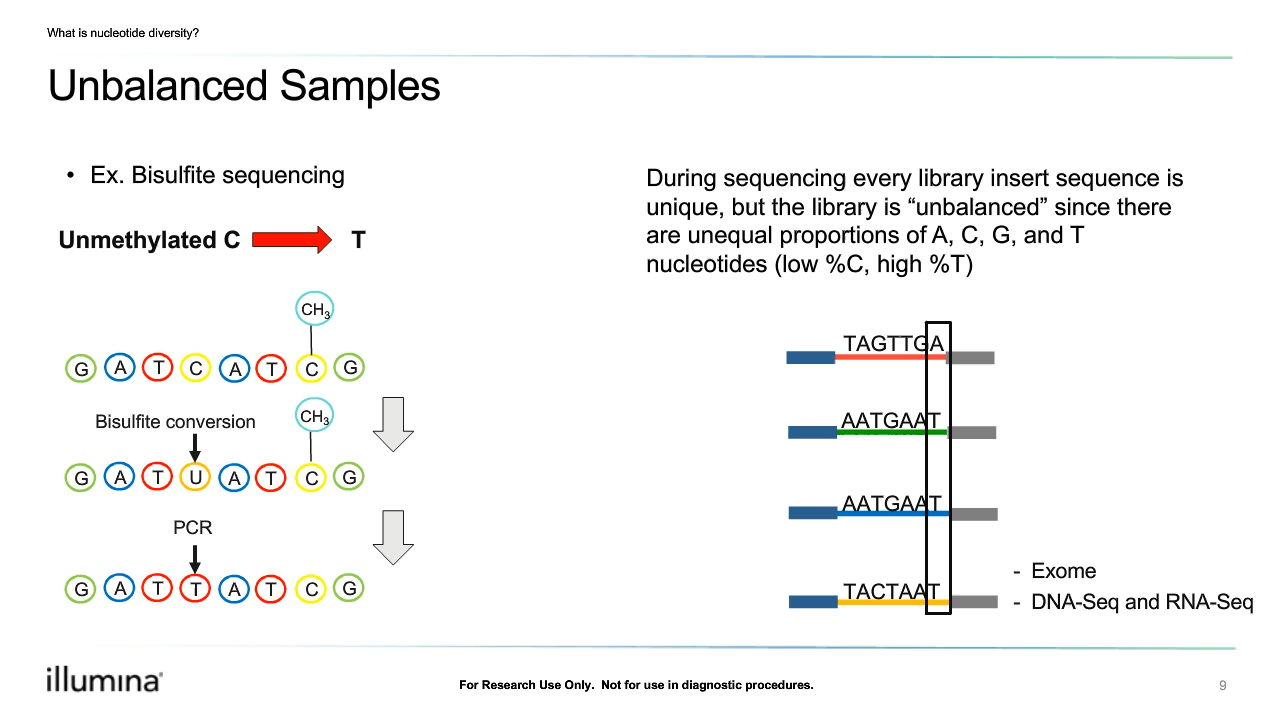 What is nucleotide diversity?
Unbalanced Samples
• Ex. Bisulfite sequencing
Unmethylated C T
CH3
G A T C A T C G
Bisulfite conversion
CH3
G A T U A T C G
PCR
G A T T A T C G
During sequencing every library insert sequence is
unique, but the library is “unbalanced” since there
are unequal proportions of A, C, G, and T
nucleotides (low %C, high %T)
TAGTTGA
AATGAAT
AATGAAT
TACTAAT
- Exome
- DNA-Seq and RNA-Seq
illumina®
For Research Use Only. Not for use in diagnostic procedures.
9